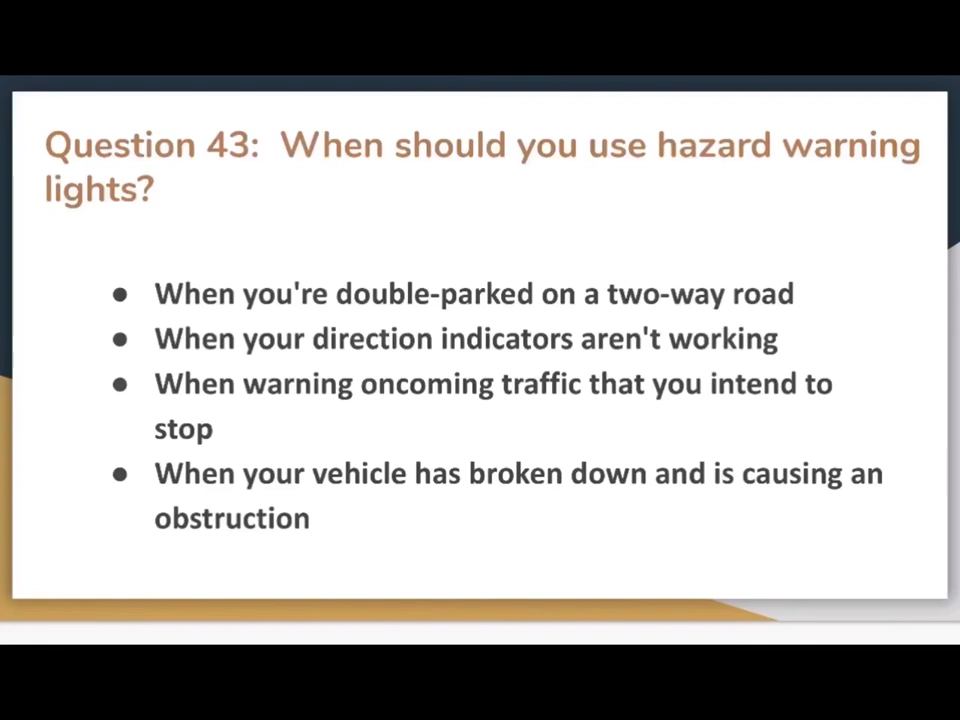 Question 43: When should you use hazard warning
lights?
● When you're double-parked on a two-way road
● When your direction indicators aren't working
● When warning oncoming traffic that you intend to
stop
● When your vehicle has broken down and is causing an
obstruction